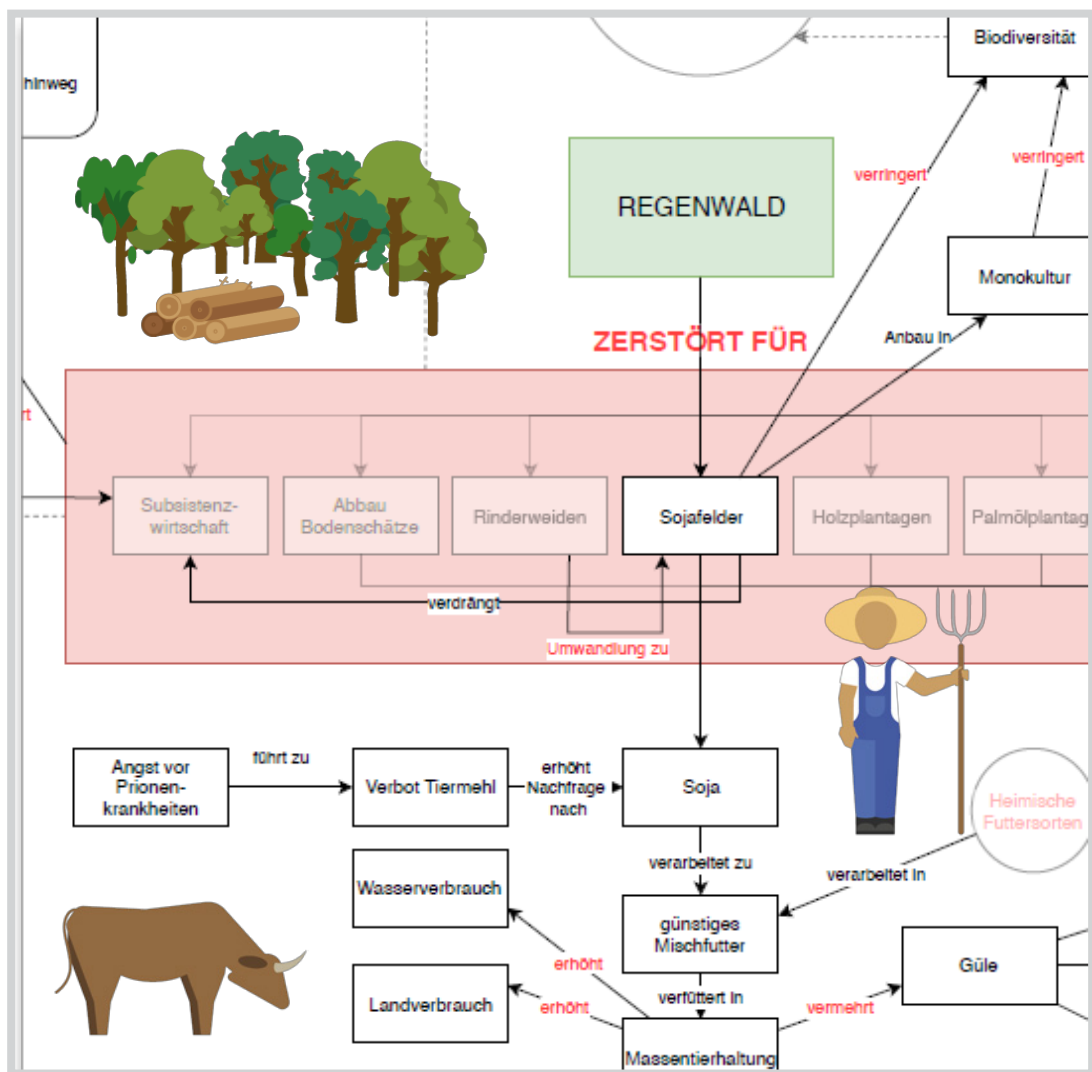 hinweg
Biodiversität
verringert
verringert
REGENWALD
Monokultur
ZERSTÖRT FÜR
Anbau in
rt
Subsistenz-
wirtschaft
Abbau
Bodenschätze
Rinderweiden
Sojafelder
Holzplantagen
Palmölplantag
verdrängt
Umwandlung zu
Angst vor
Prionen-
krankheiten
führt zu
Verbot Tiermehl
erhöht
Nachfrage
nach
Soja
Heimische
Futtersorten
verarbeitet zu
verarbeitet in
Wasserverbrauch
günstiges
Mischfutter
erhöht
Güle
Landverbrauch
erhöht
verfüttert in
vermehrt
Massentierhaltung